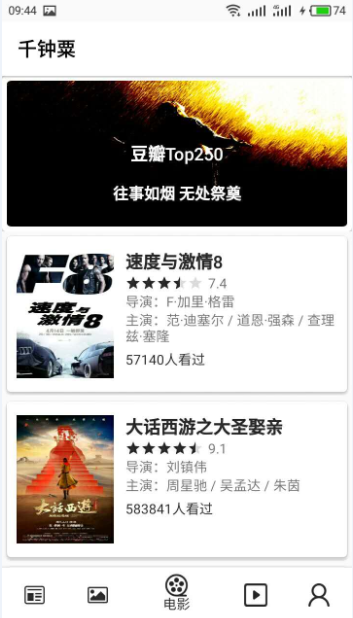 09:44
74
千钟粟
豆瓣Top250
往事如烟 无处祭奠
F8
速度与
激情8
速度与激情8
7.4
导演：F·加里·格雷
主演：范·迪塞尔 / 道恩·强森 / 查理
兹·塞隆
57140人看过
大话西游
大话西游之大圣娶亲
9.1
导演：刘镇伟
主演：周星驰 / 吴孟达 / 朱茵
583841人看过
电影